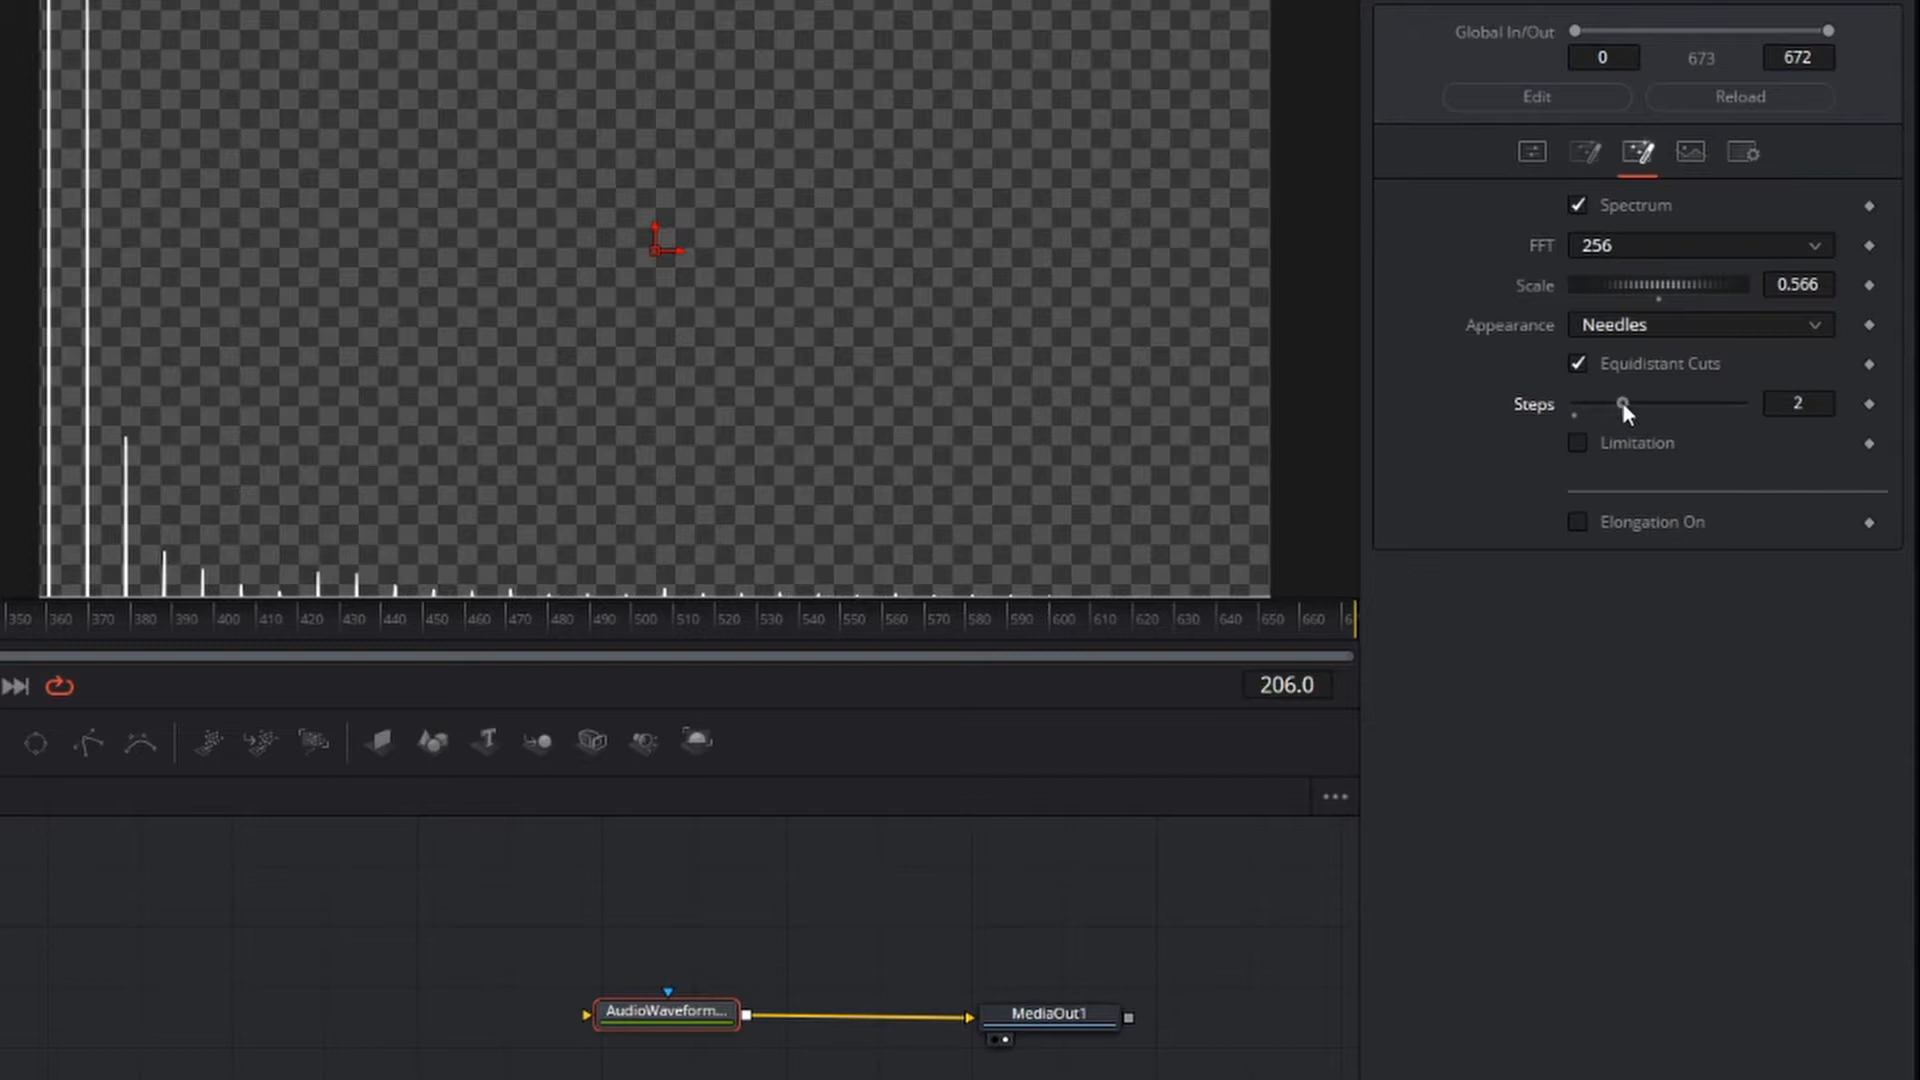 Global In/Out
0 673 672
Edit Reload
Spectrum
FFT 256
Scale 0.566
Appearance Needles
Equidistant Cuts
Steps 2
Limitation
Elongation On
350 360 370 380 390 400 410 420 430 440 450 460 470 480 490 500 510 520 530 540 550 560 570 580 590 600 610 620 630 640 650 660 6
206.0
T
AudioWaveform... MediaOut1